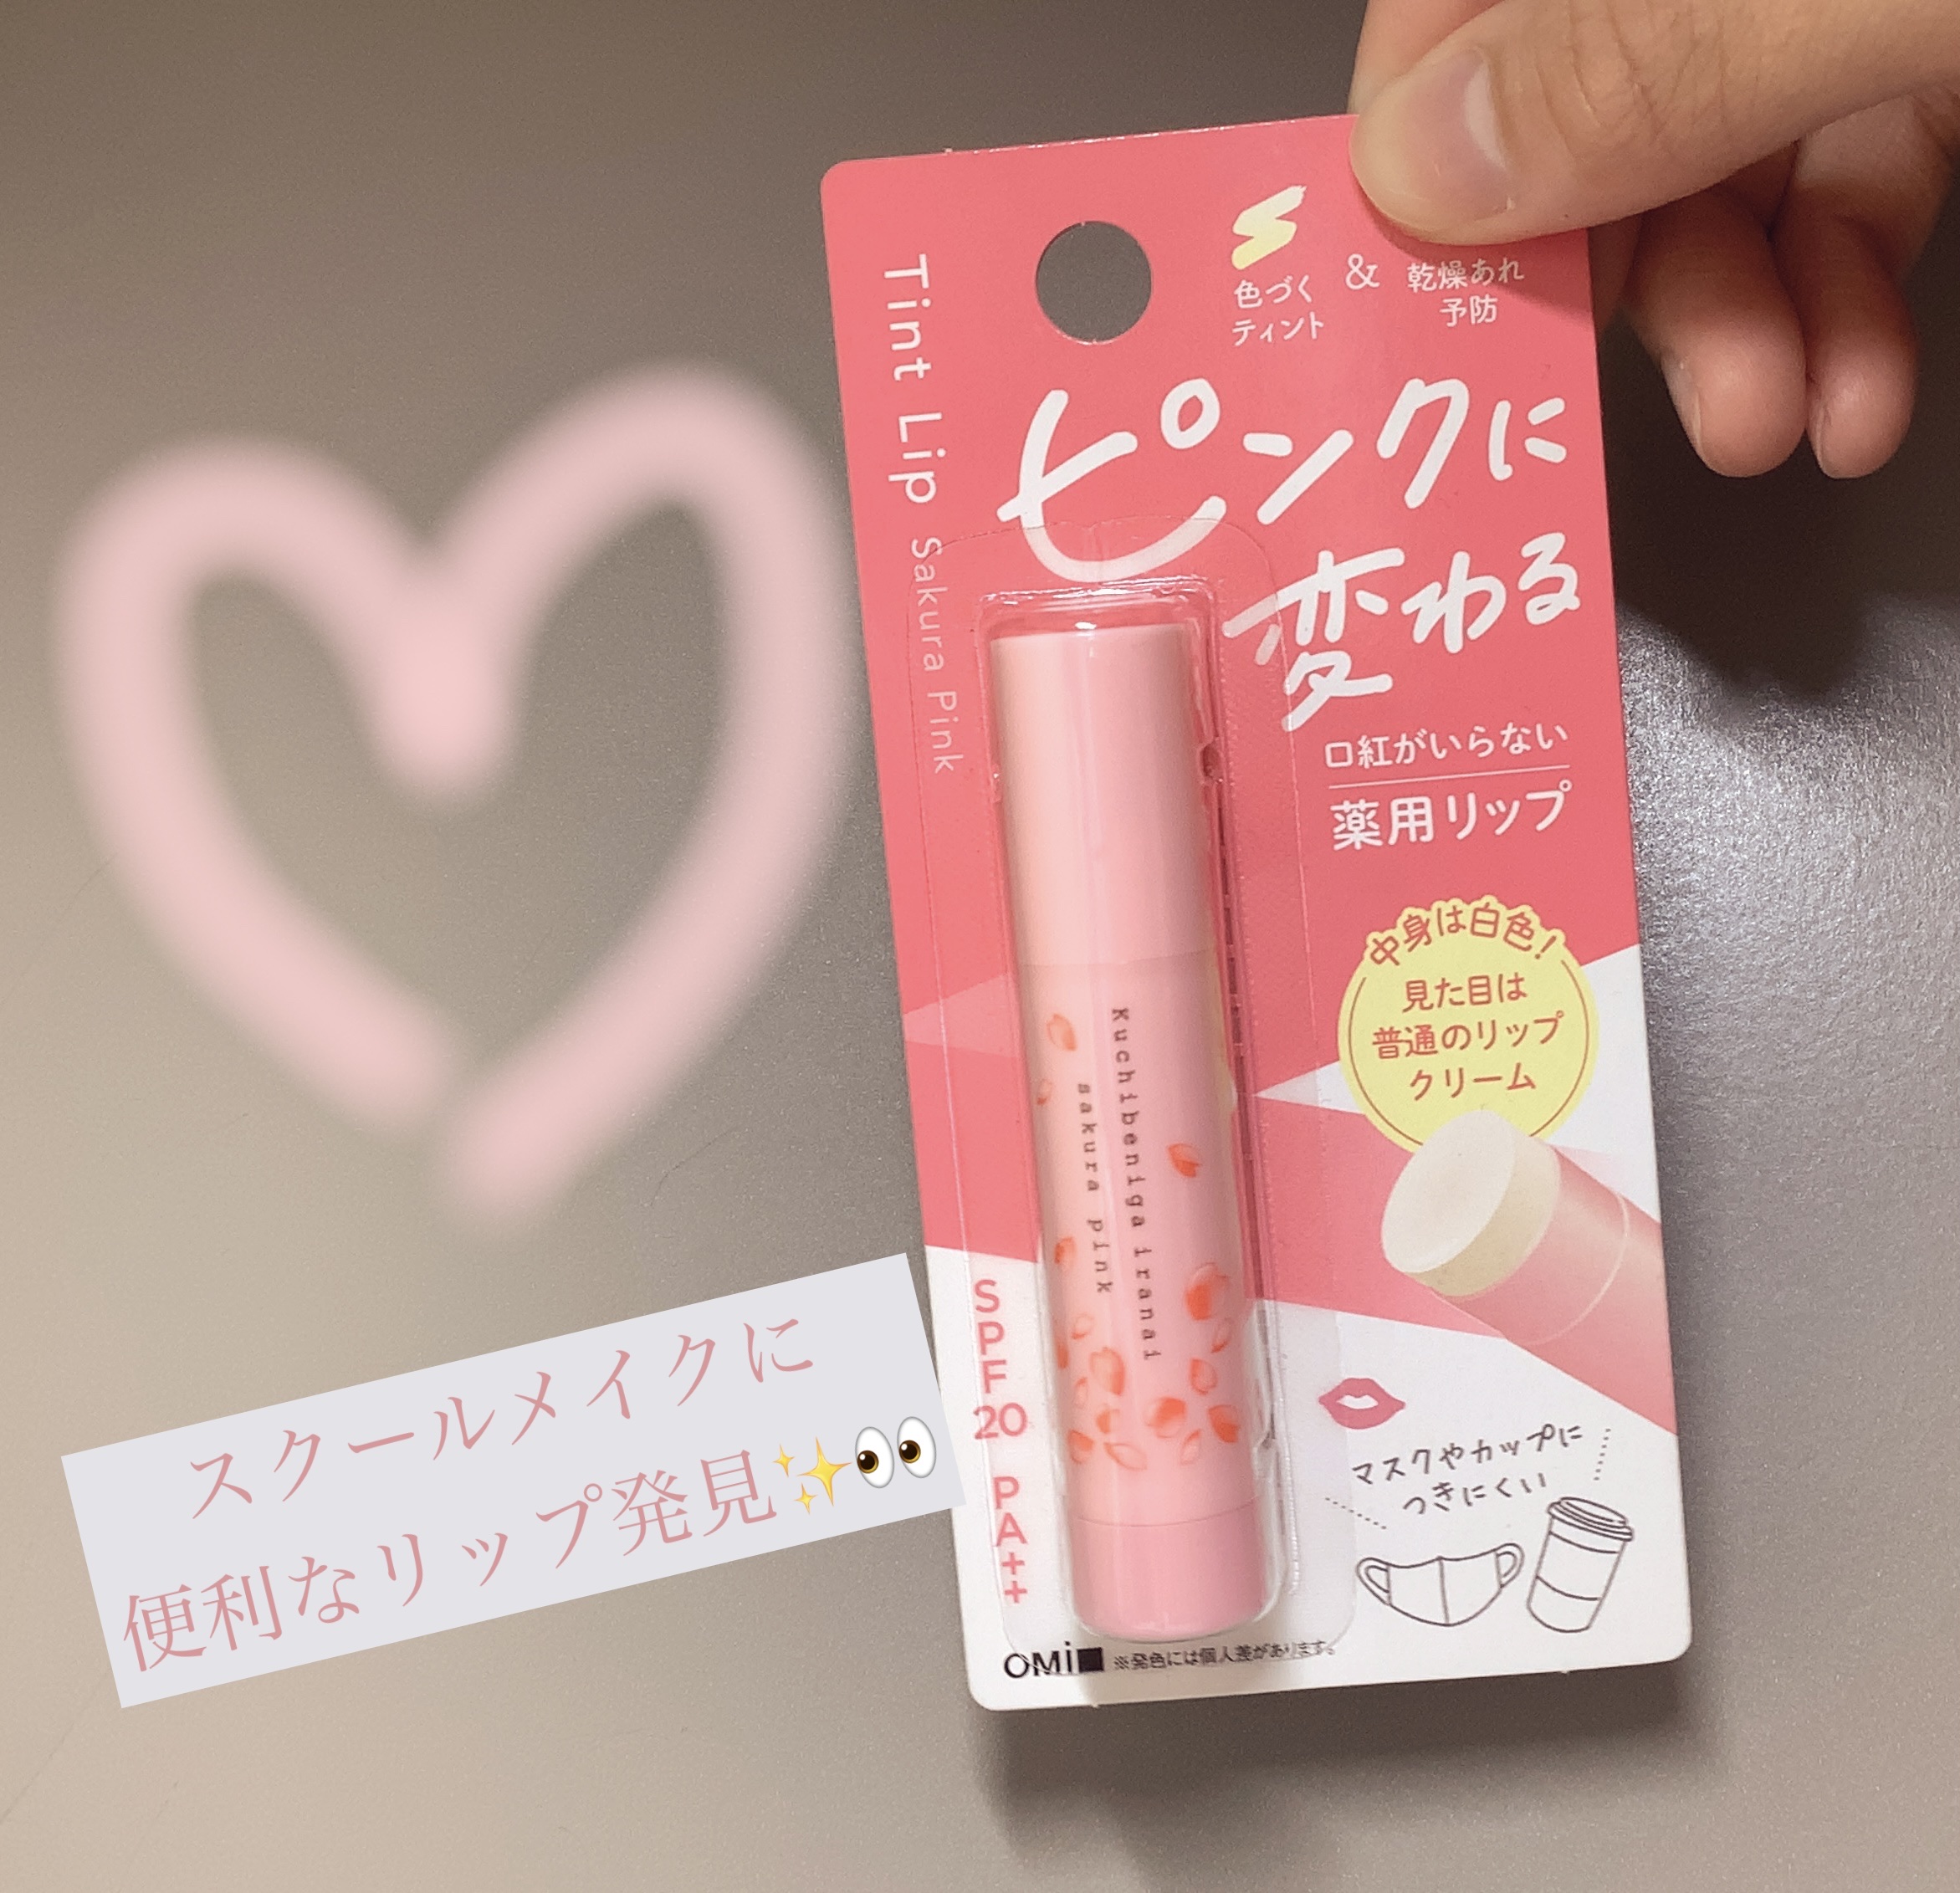 Tint Lip Sakura Pink
色づく
ティント
&
乾燥あれ
予防
ピンクに
変わる
口紅がいらない
薬用リップ
中身は白色!
見た目は
普通のリップ
クリーム
Kuchibeniga iranai
sakura pink
SPF 20 PA++
マスクやカップに
つきにくい
OMi
※発色には個人差があります。
スクールメイクに
便利なリップ発見✨👀